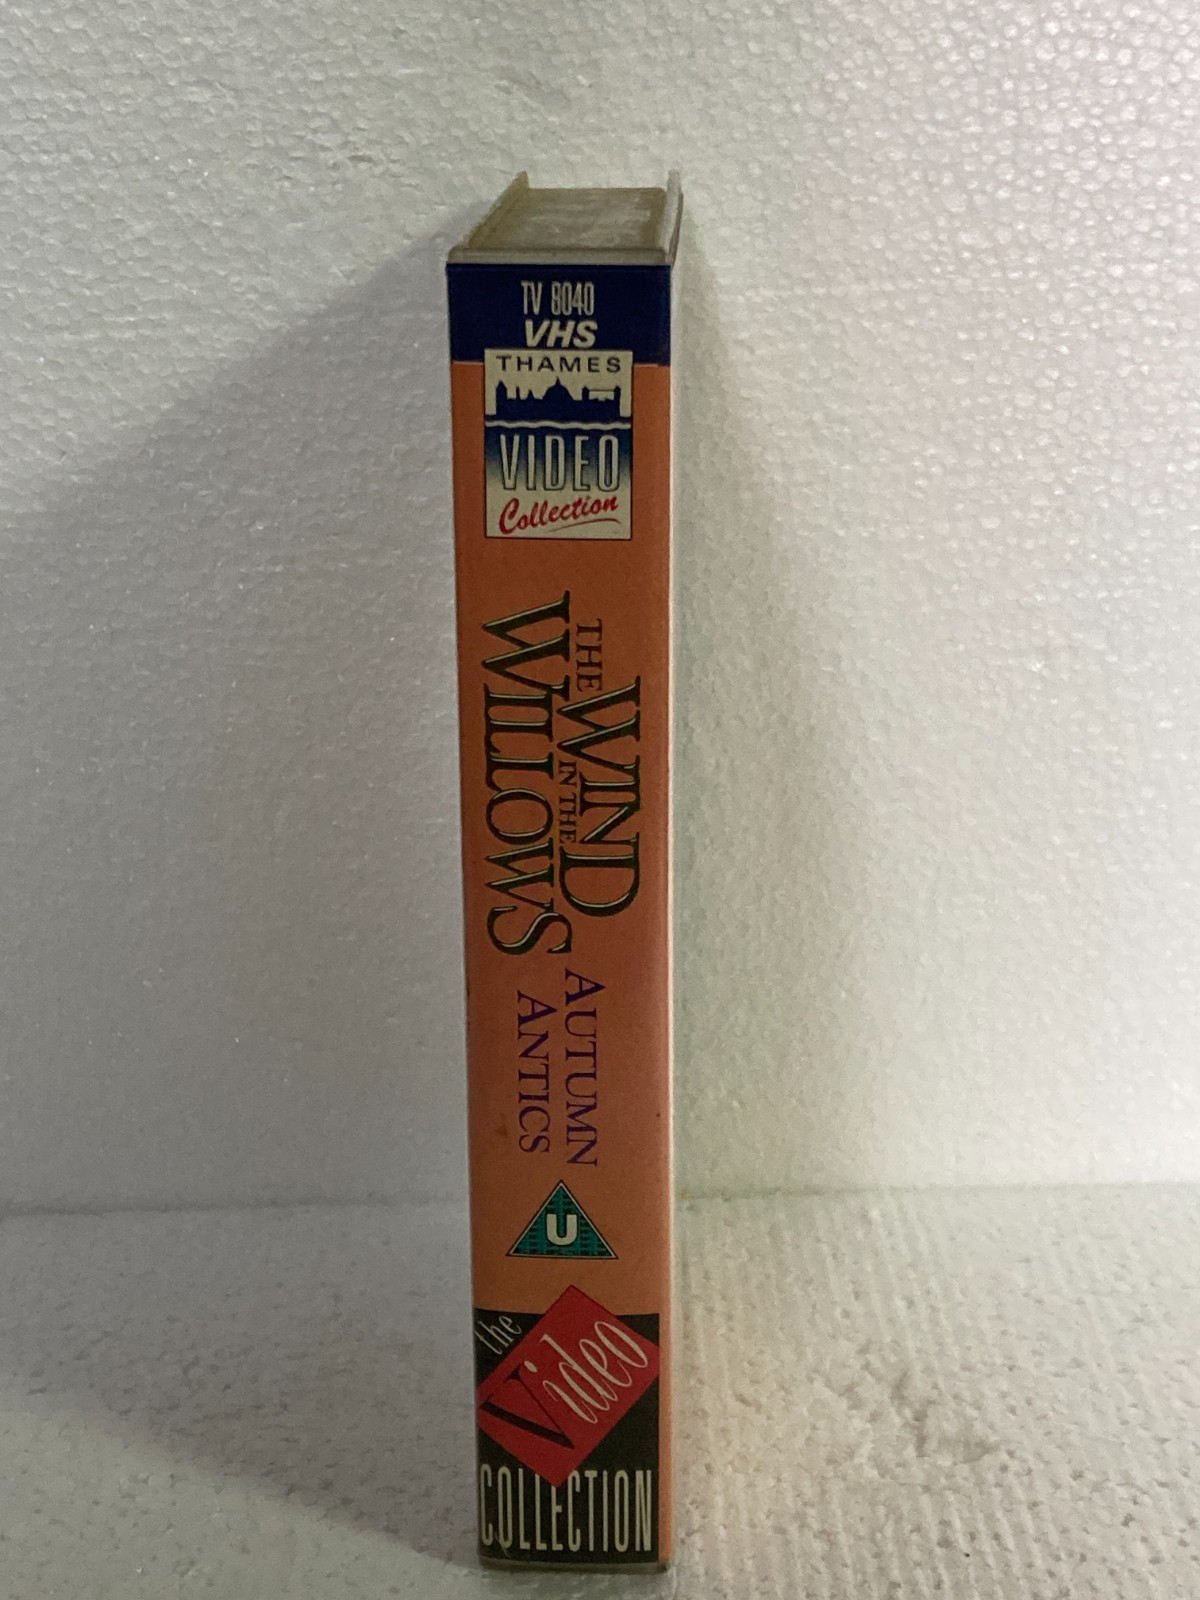 TV 8040
VHS
THAMES
VIDEO
Collection
THE
WIND
IN THE
WILLOWS
AUTUMN
ANTICS
U
the
Video
COLLECTION